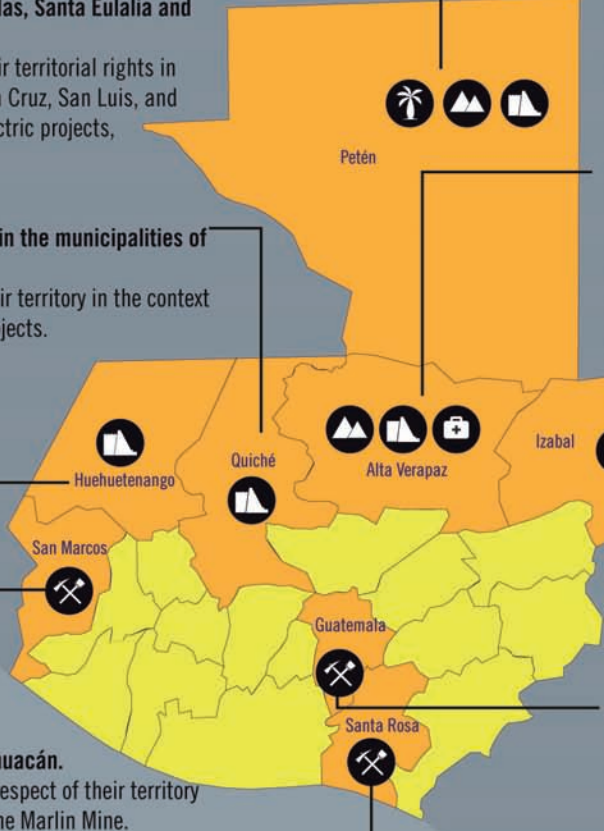 las, Santa Eulalia and
ir territorial rights in
Cruz, San Luis, and
ctric projects,
Petén
in the municipalities of
ir territory in the context
jects.
Quiché
Huehuetenango
Alta Verapaz
Izabal
San Marcos
Guatemala
Santa Rosa
huacán.
espect of their territory
ne Marlin Mine.